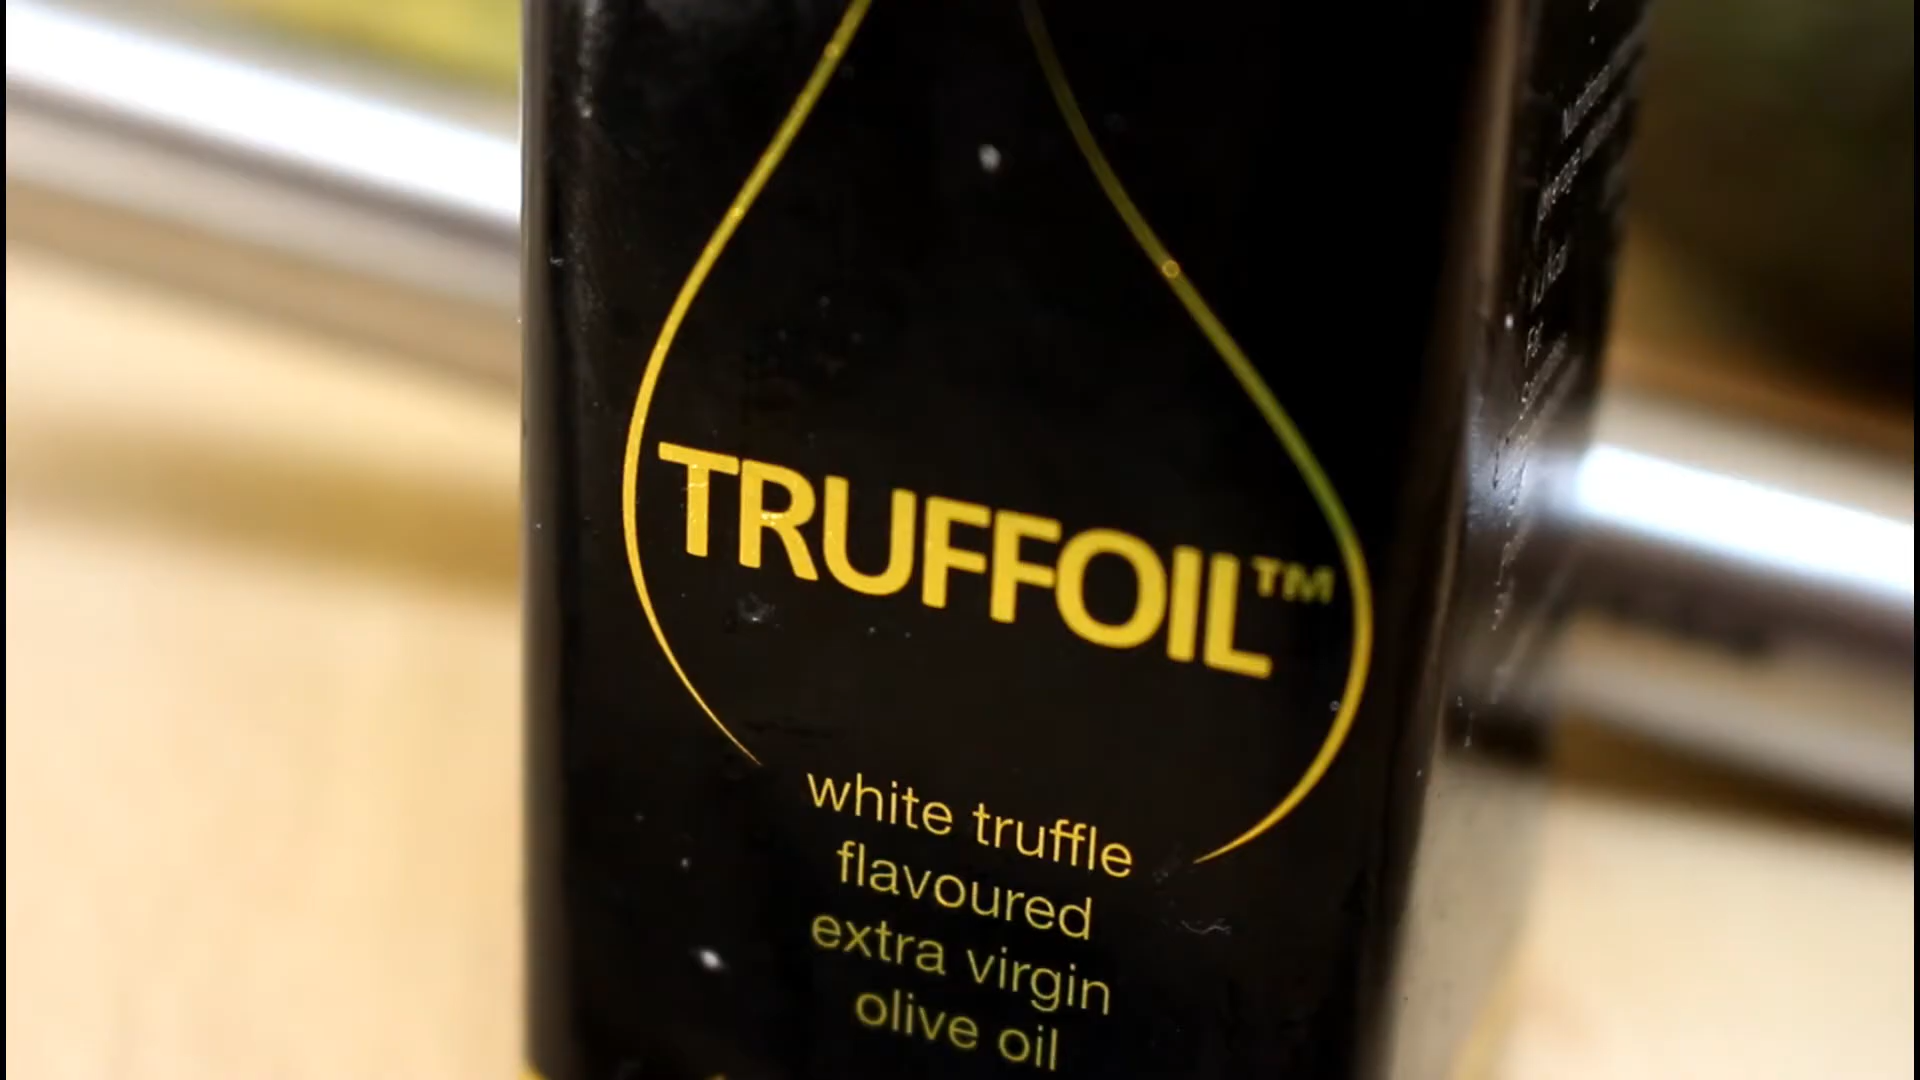 TRUFFOIL™
white truffle
flavoured
extra virgin
olive oil